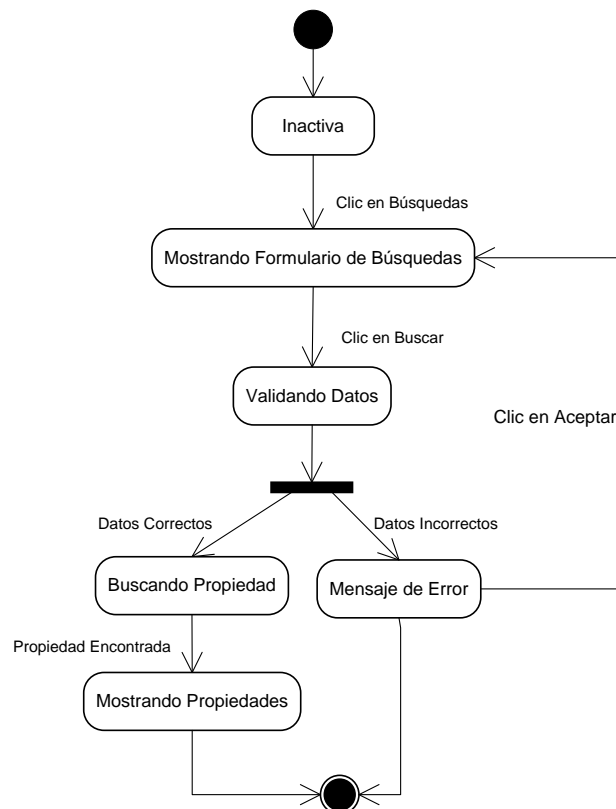 Inactiva
Clic en Búsquedas
Mostrando Formulario de Búsquedas
Clic en Buscar
Validando Datos
Clic en Aceptar
Datos Correctos
Datos Incorrectos
Buscando Propiedad
Mensaje de Error
Propiedad Encontrada
Mostrando Propiedades